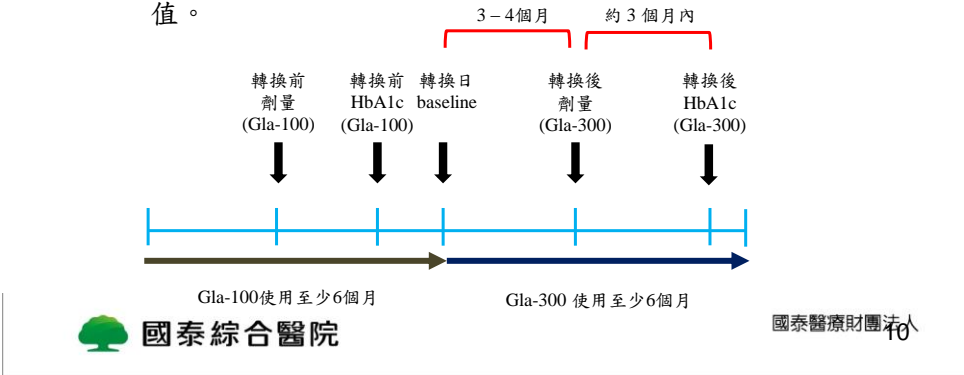 值。
3 – 4個月
約 3 個月內
轉換前
劑量
(Gla-100)
轉換前
HbA1c
(Gla-100)
轉換日
baseline
轉換後
劑量
(Gla-300)
轉換後
HbA1c
(Gla-300)
Gla-100使用至少6個月
Gla-300 使用至少6個月
國泰綜合醫院
國泰醫療財團法人
10